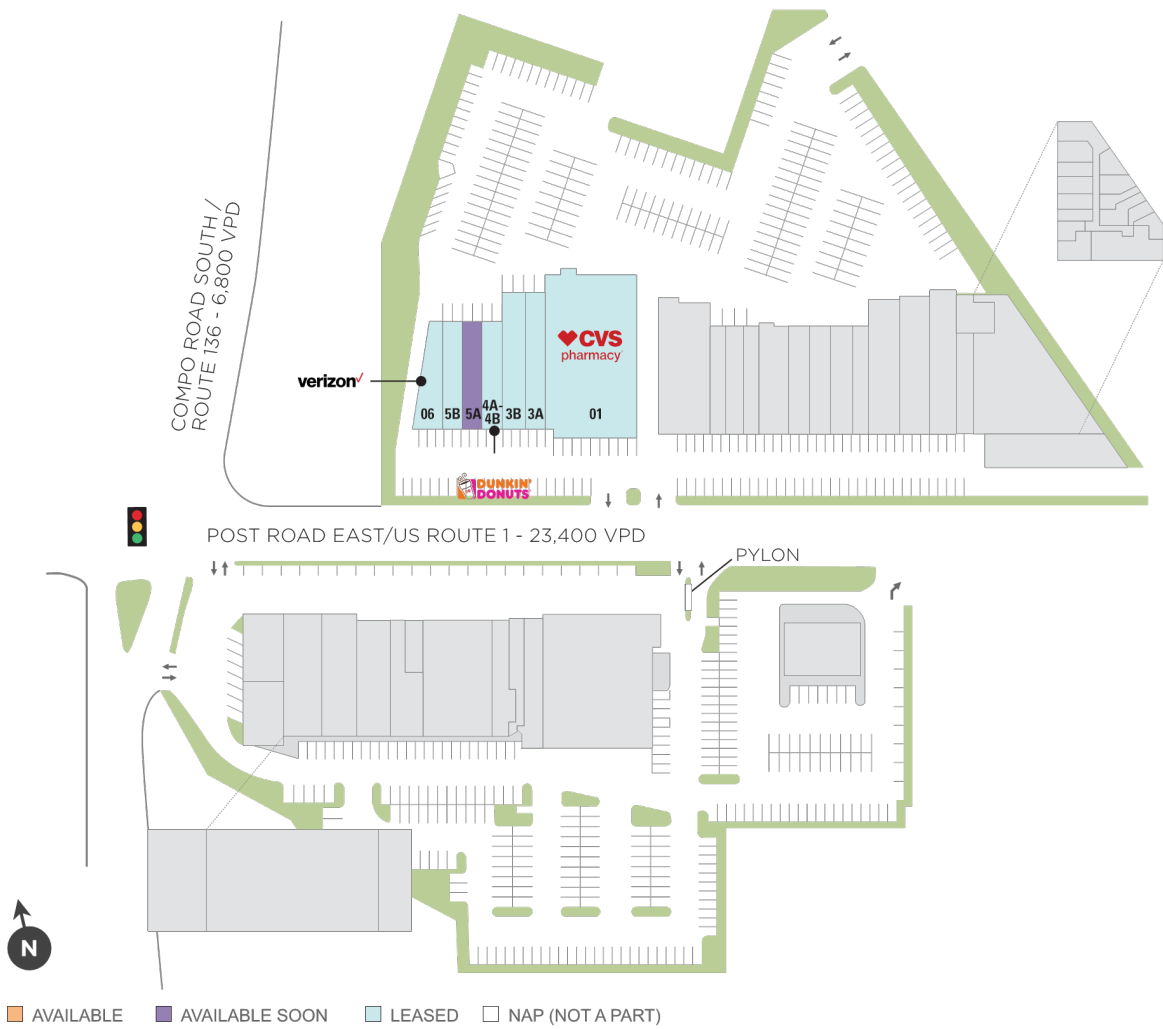 COMPO ROAD SOUTH /
ROUTE 136 - 6,800 VPD
CVS
pharmacy
verizon
06 5B 5A 4A-4B 3B 3A 01
DUNKIN'
DONUTS
POST ROAD EAST/US ROUTE 1 - 23,400 VPD
PYLON
N
AVAILABLE AVAILABLE SOON LEASED NAP (NOT A PART)